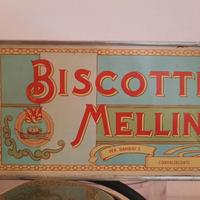 BISCOTTI
MELLIN
PER BAMBINI E
CONVALESCENTI